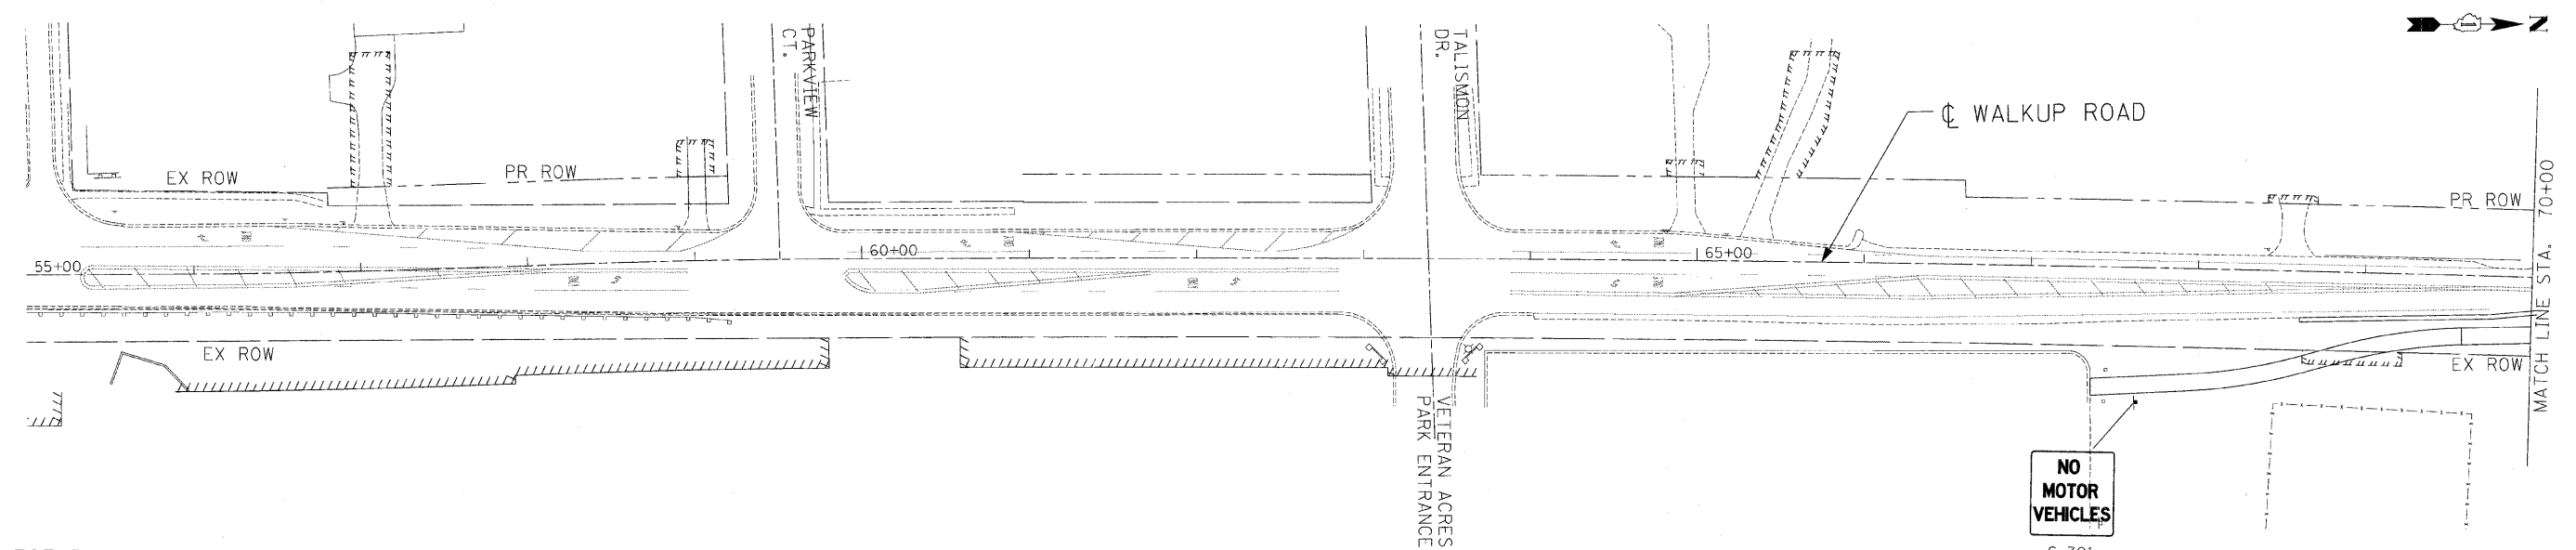 N
PARKVIEW
CT.
TALISMON
DR.
℄ WALKUP ROAD
EX ROW
PR ROW
PR ROW
55+00
60+00
65+00
MATCH LINE STA. 70+00
EX ROW
EX ROW
VETERAN ACRES
PARK ENTRANCE
NO
MOTOR
VEHICLES